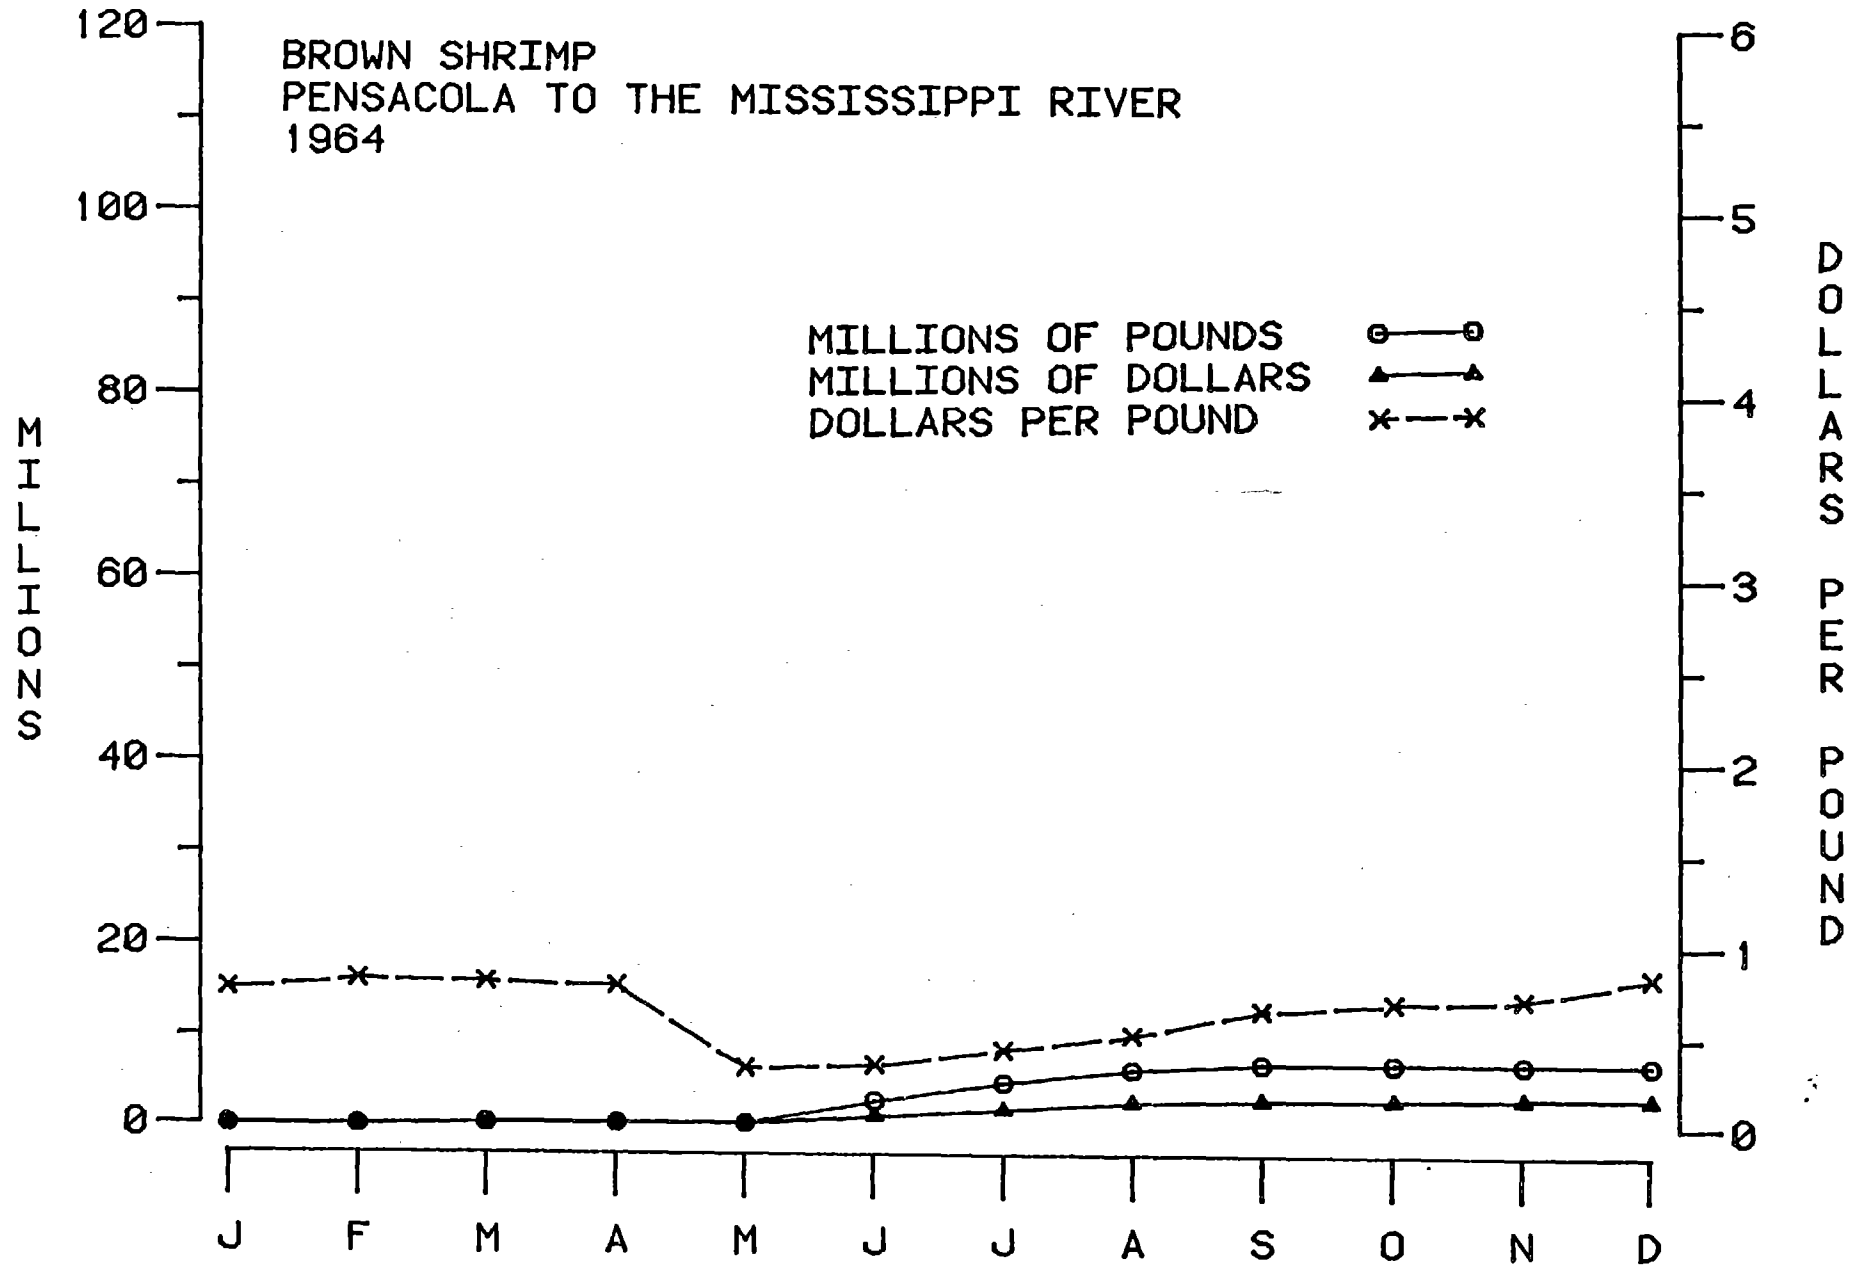 BROWN SHRIMP
PENSACOLA TO THE MISSISSIPPI RIVER
1964
MILLIONS OF POUNDS
MILLIONS OF DOLLARS
DOLLARS PER POUND
MILLIONS
120
100
80
60
40
20
0
6
5
4
3
2
1
0
DOLLARS PER POUND
J F M A M J J A S O N D